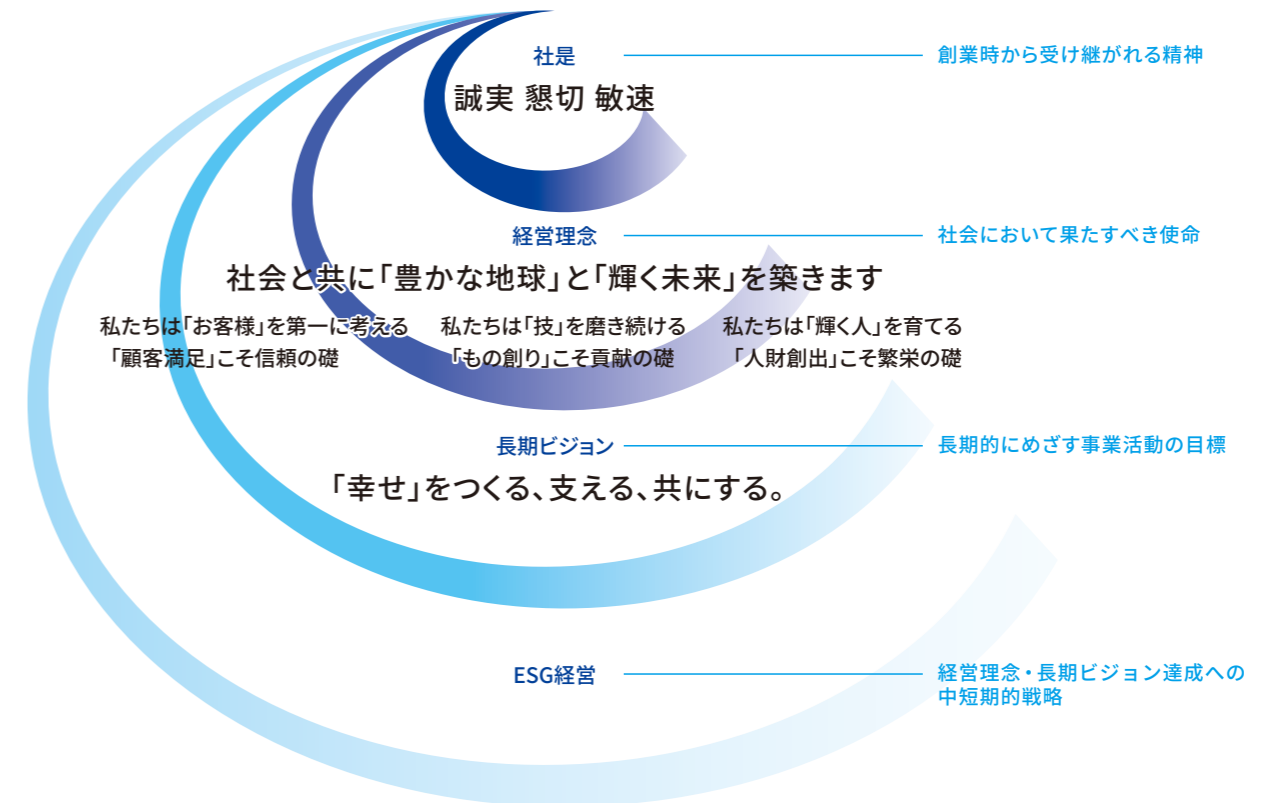 社是
創業時から受け継がれる精神
誠実 懇切 敏速
経営理念
社会において果たすべき使命
社会と共に「豊かな地球」と「輝く未来」を築きます
私たちは「お客様」を第一に考える
「顧客満足」こそ信頼の礎
私たちは「技」を磨き続ける
「もの創り」こそ貢献の礎
私たちは「輝く人」を育てる
「人財創出」こそ繁栄の礎
長期ビジョン
長期的にめざす事業活動の目標
「幸せ」をつくる、支える、共にする。
ESG経営
経営理念・長期ビジョン達成への
中短期的戦略